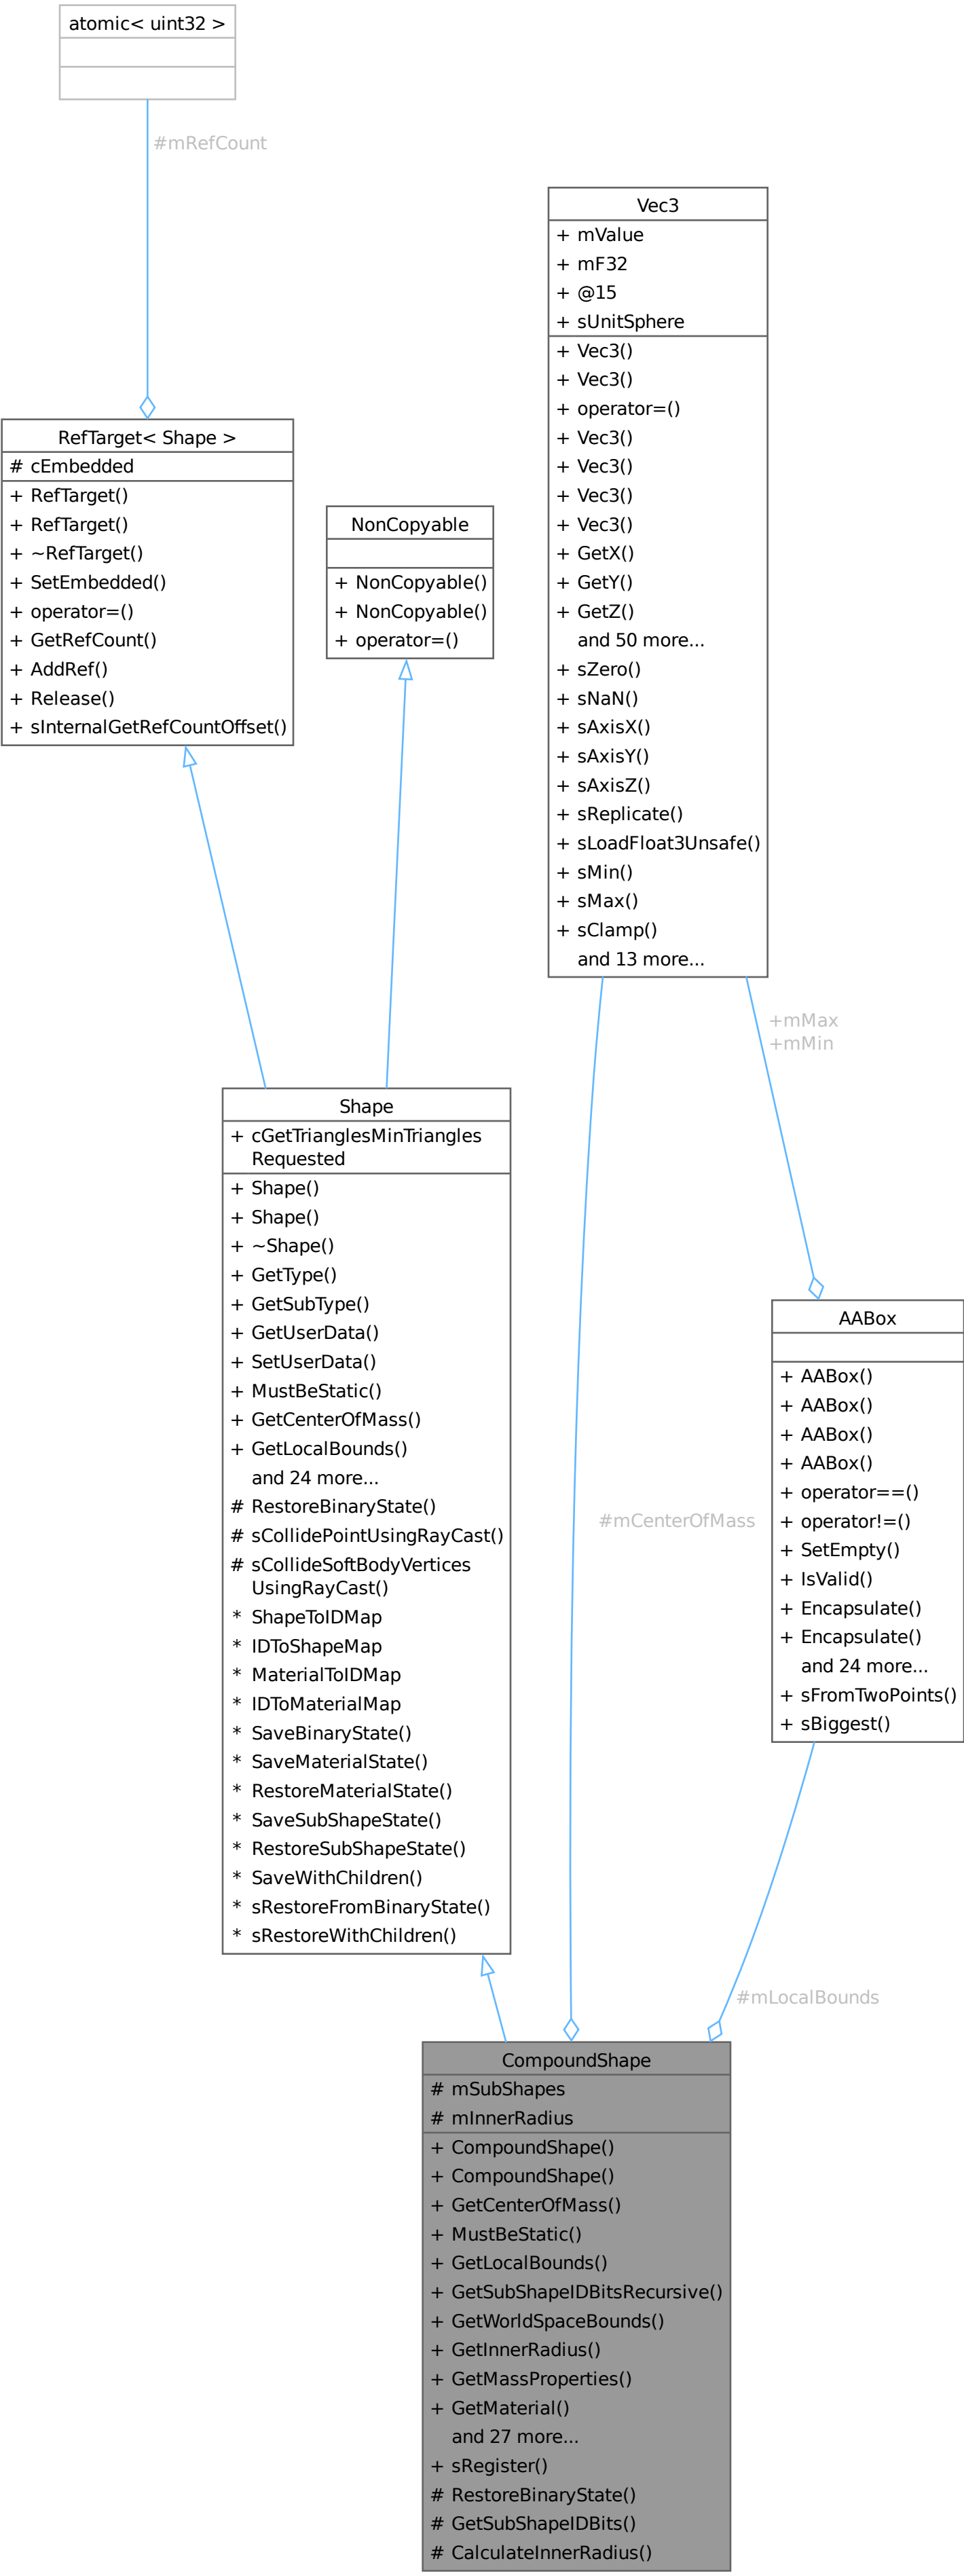 atomic< uint32 >
#mRefCount
Vec3
+ mValue
+ mF32
+ @15
+ sUnitSphere
+ Vec3()
+ Vec3()
+ operator=()
+ Vec3()
+ Vec3()
+ Vec3()
+ Vec3()
+ GetX()
+ GetY()
+ GetZ()
and 50 more...
+ sZero()
+ sNaN()
+ sAxisX()
+ sAxisY()
+ sAxisZ()
+ sReplicate()
+ sLoadFloat3Unsafe()
+ sMin()
+ sMax()
+ sClamp()
and 13 more...
RefTarget< Shape >
# cEmbedded
+ RefTarget()
+ RefTarget()
+ ~RefTarget()
+ SetEmbedded()
+ operator=()
+ GetRefCount()
+ AddRef()
+ Release()
+ sInternalGetRefCountOffset()
NonCopyable
+ NonCopyable()
+ NonCopyable()
+ operator=()
+mMax
+mMin
Shape
+ cGetTrianglesMinTriangles
Requested
+ Shape()
+ Shape()
+ ~Shape()
+ GetType()
+ GetSubType()
+ GetUserData()
+ SetUserData()
+ MustBeStatic()
+ GetCenterOfMass()
+ GetLocalBounds()
and 24 more...
# RestoreBinaryState()
# sCollidePointUsingRayCast()
# sCollideSoftBodyVertices
UsingRayCast()
* ShapeToIDMap
* IDToShapeMap
* MaterialToIDMap
* IDToMaterialMap
* SaveBinaryState()
* SaveMaterialState()
* RestoreMaterialState()
* SaveSubShapeState()
* RestoreSubShapeState()
* SaveWithChildren()
* sRestoreFromBinaryState()
* sRestoreWithChildren()
#mCenterOfMass
AABox
+ AABox()
+ AABox()
+ AABox()
+ AABox()
+ operator==()
+ operator!=()
+ SetEmpty()
+ IsValid()
+ Encapsulate()
+ Encapsulate()
and 24 more...
+ sFromTwoPoints()
+ sBiggest()
#mLocalBounds
CompoundShape
# mSubShapes
# mInnerRadius
+ CompoundShape()
+ CompoundShape()
+ GetCenterOfMass()
+ MustBeStatic()
+ GetLocalBounds()
+ GetSubShapeIDBitsRecursive()
+ GetWorldSpaceBounds()
+ GetInnerRadius()
+ GetMassProperties()
+ GetMaterial()
and 27 more...
+ sRegister()
# RestoreBinaryState()
# GetSubShapeIDBits()
# CalculateInnerRadius()